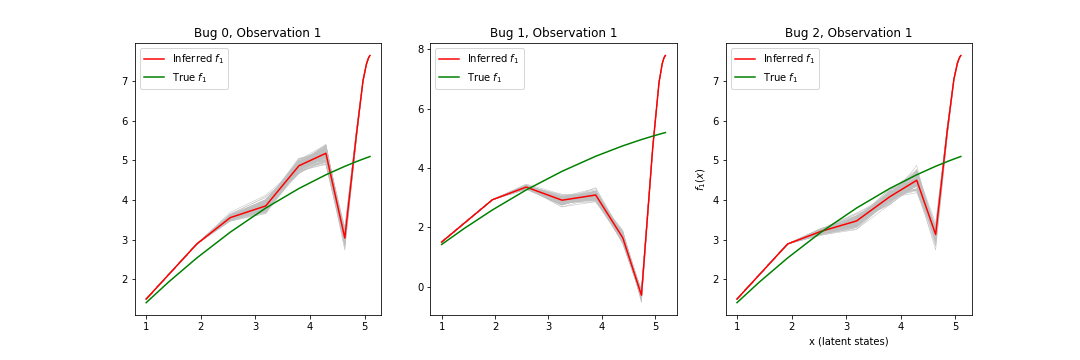 Bug 0, Observation 1
Inferred f₁
True f₁
7
6
5
4
3
2
1 2 3 4 5
Bug 1, Observation 1
Inferred f₁
True f₁
8
6
4
2
0
1 2 3 4 5
Bug 2, Observation 1
Inferred f₁
True f₁
f₁(x)
7
6
5
4
3
2
1 2 3 4 5
x (latent states)